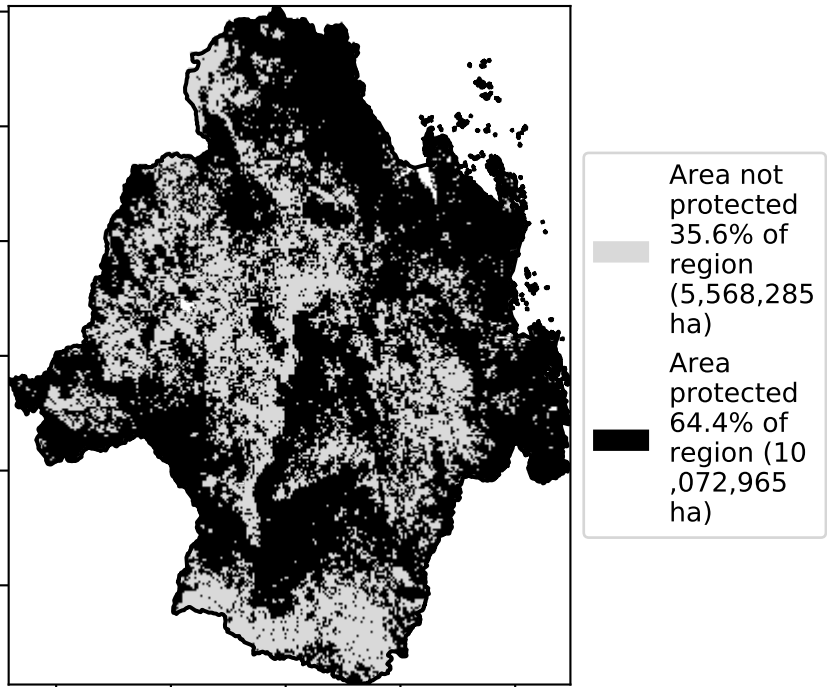 Area not
protected
35.6% of
region
(5,568,285
ha)
Area
protected
64.4% of
region (10
,072,965
ha)